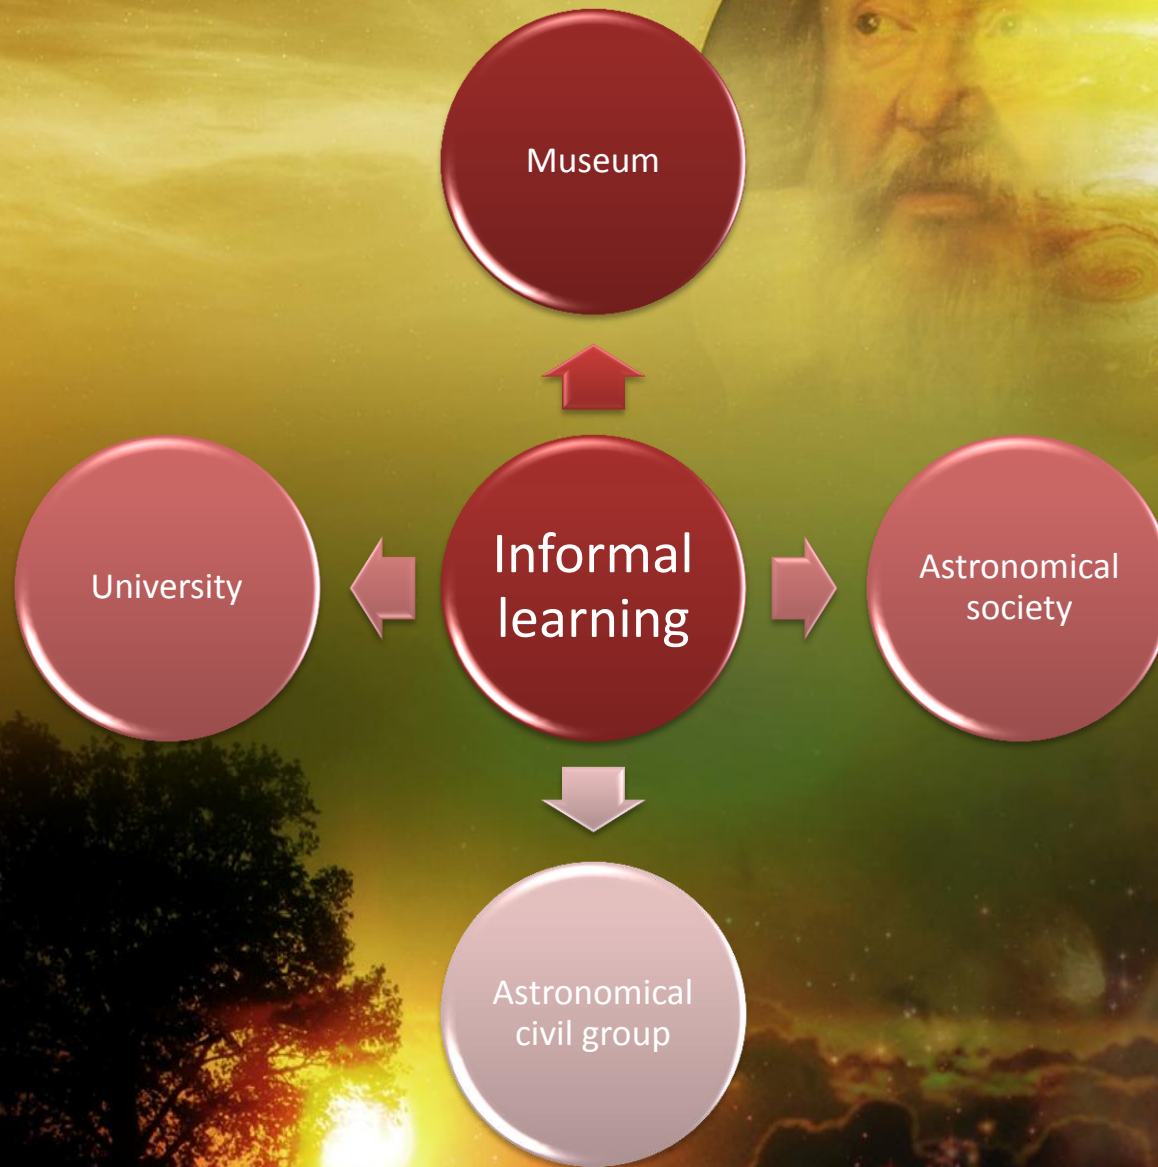 Museum
University
Informal
learning
Astronomical
society
Astronomical
civil group